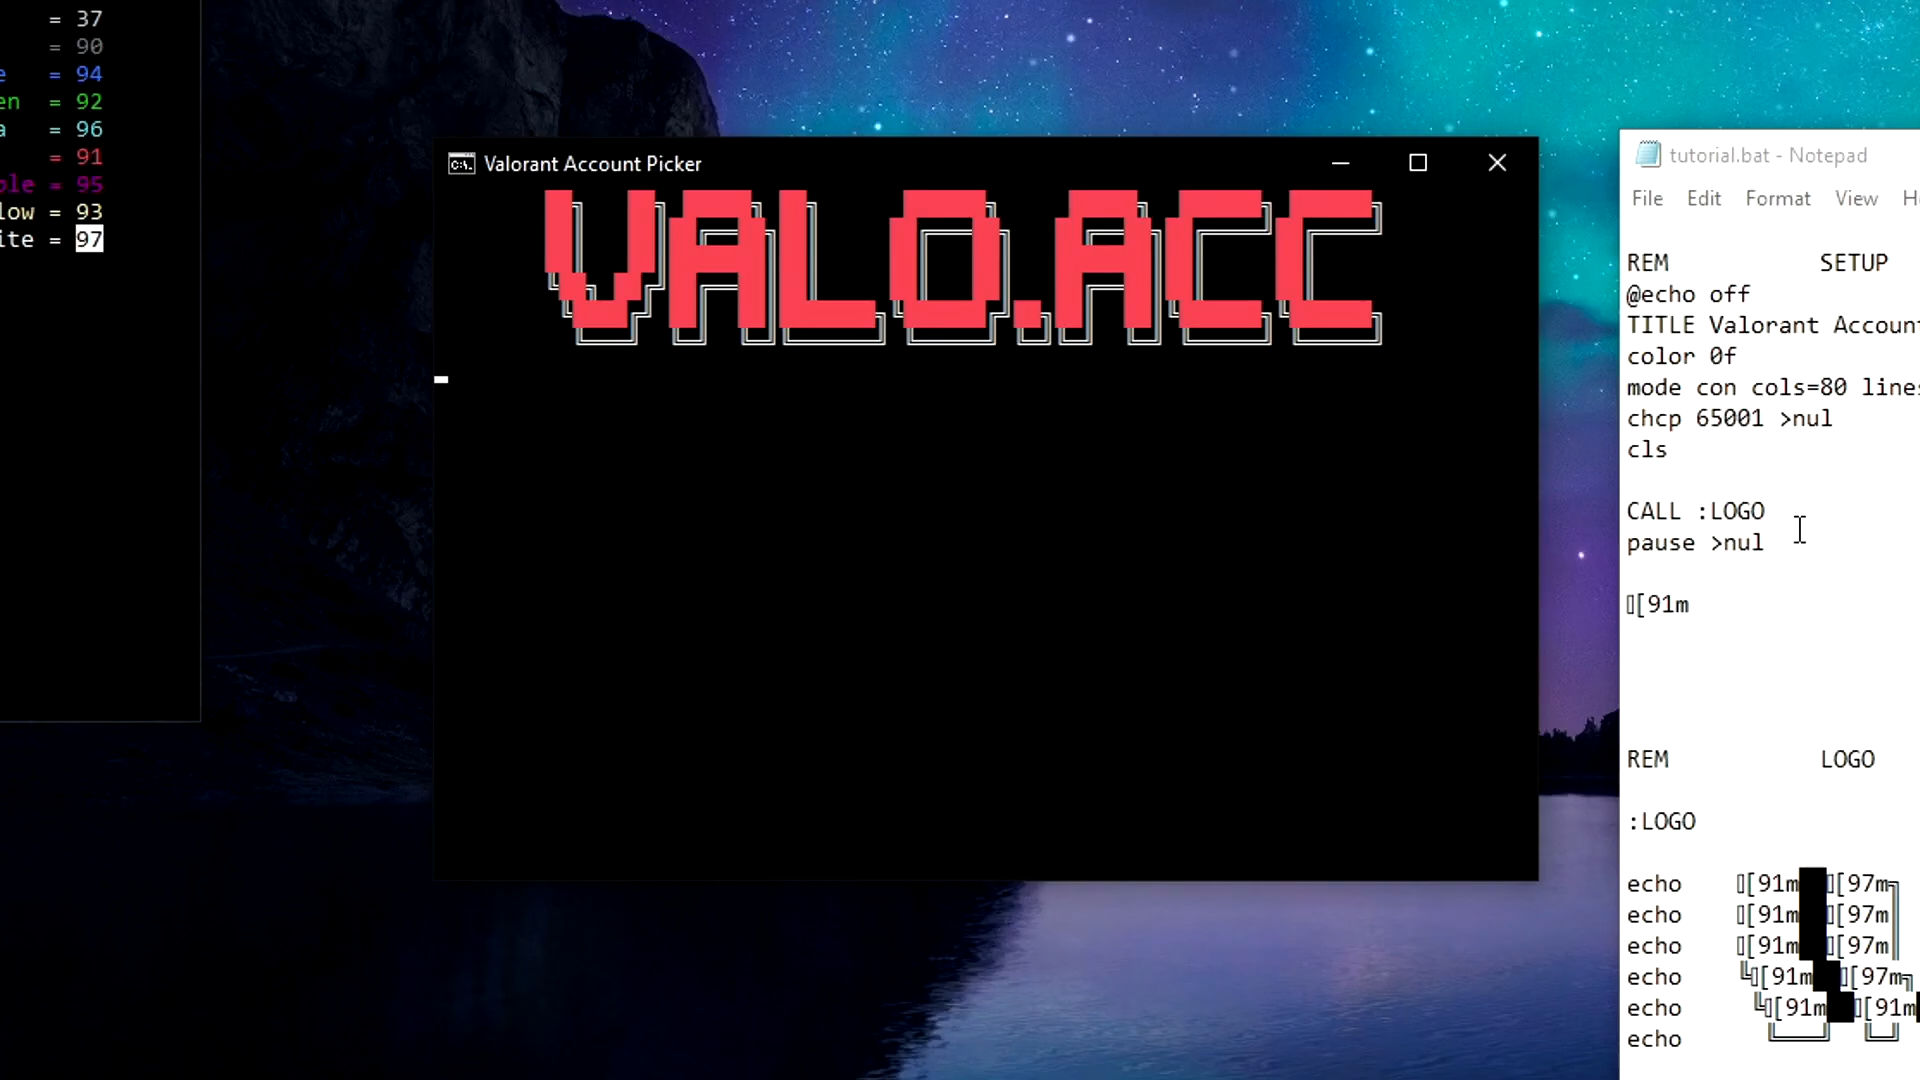 = 37
= 90
e = 94
en = 92
a = 96
= 91
ple = 95
low = 93
ite = 97
Valorant Account Picker
VALO.ACC
tutorial.bat - Notepad
File Edit Format View H
REM SETUP
@echo off
TITLE Valorant Account
color 0f
mode con cols=80 lines
chcp 65001 >nul
cls
CALL :LOGO
pause >nul
[91m
REM LOGO
:LOGO
echo [91m██[97m╗
echo [91m██[97m║
echo [91m██[97m║
echo ╚[91m██[97m╗
echo ╚[91m██[91m
echo ╚═══╝ ╚═╝